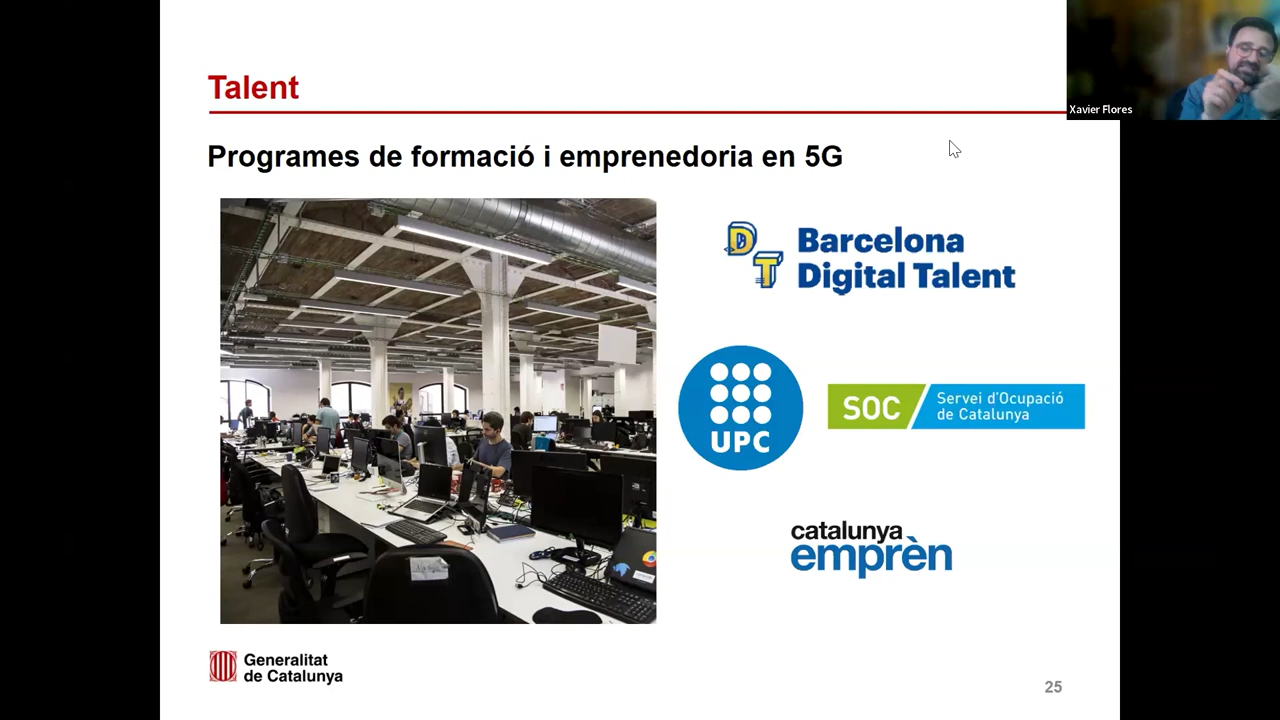 Talent
Xavier Flores
Programes de formació i emprenedoria en 5G
DT
Barcelona
Digital Talent
UPC
SOC
Servei d'Ocupació
de Catalunya
catalunya
emprèn
Generalitat
de Catalunya
25